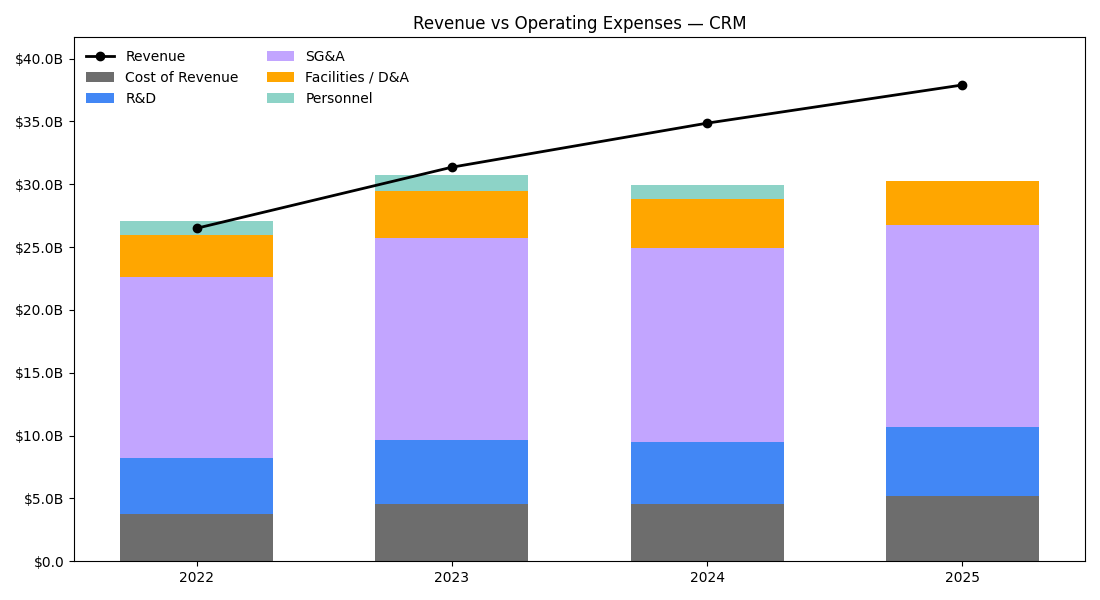 Revenue vs Operating Expenses — CRM
Revenue
Cost of Revenue
R&D
SG&A
Facilities / D&A
Personnel
$40.0B
$35.0B
$30.0B
$25.0B
$20.0B
$15.0B
$10.0B
$5.0B
$0.0
2022
2023
2024
2025